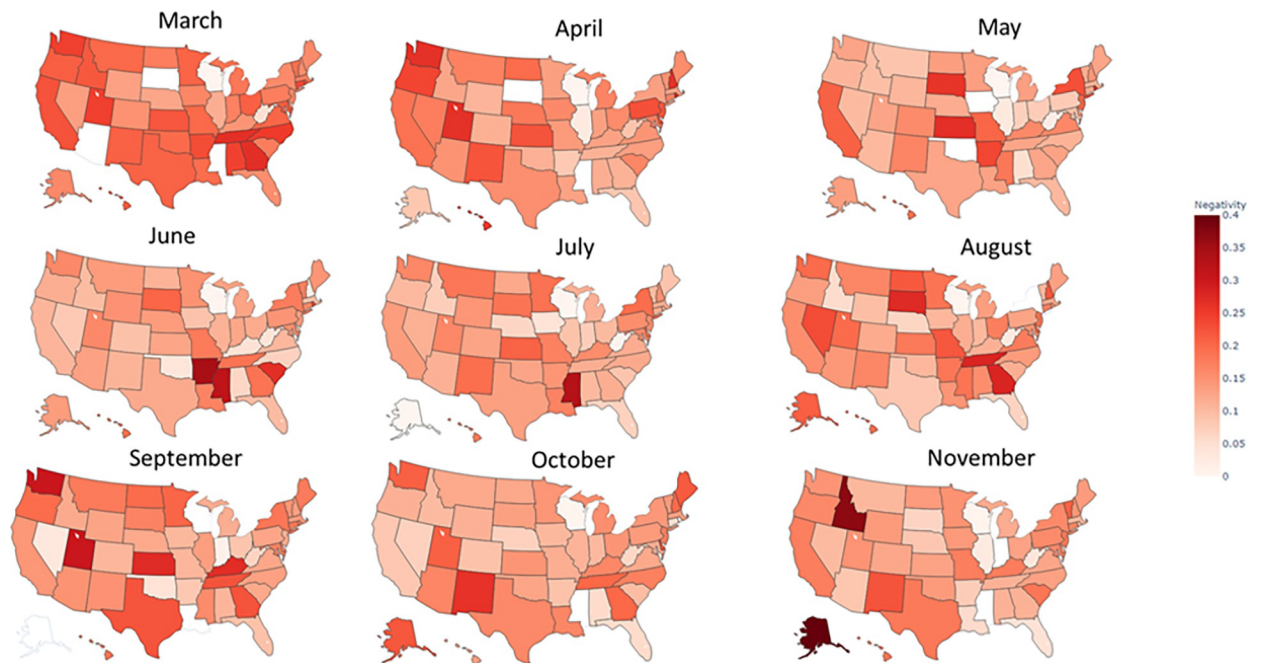 March
April
May
June
July
August
September
October
November
Negativity
0.4
0.35
0.3
0.25
0.2
0.15
0.1
0.05
0